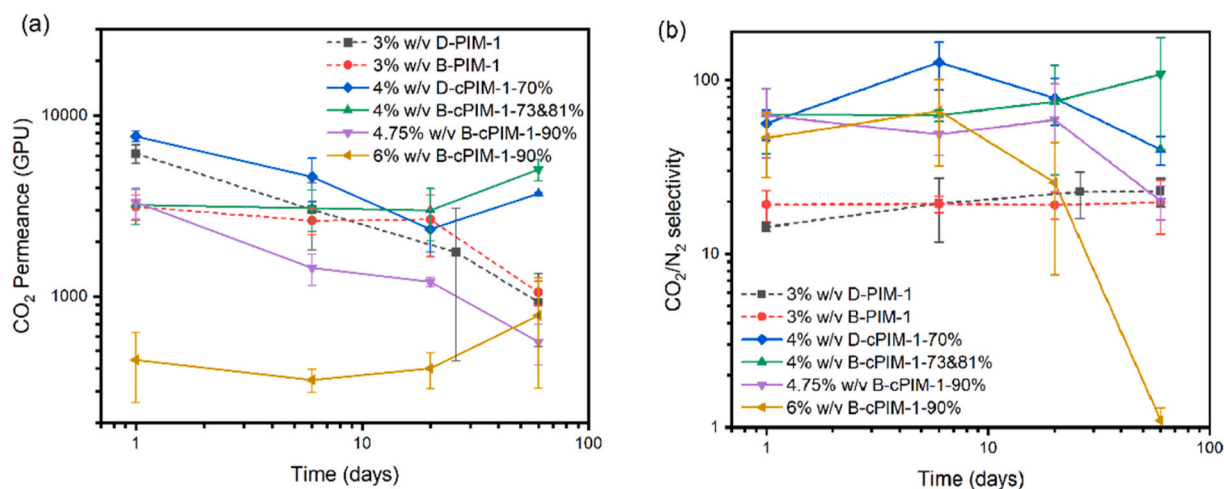 (a)
CO₂ Permeance (GPU)
10000
1000
1
10
100
Time (days)
3% w/v D-PIM-1
3% w/v B-PIM-1
4% w/v D-cPIM-1-70%
4% w/v B-cPIM-1-73&81%
4.75% w/v B-cPIM-1-90%
6% w/v B-cPIM-1-90%
(b)
CO₂/N₂ selectivity
100
10
1
1
10
100
Time (days)
3% w/v D-PIM-1
3% w/v B-PIM-1
4% w/v D-cPIM-1-70%
4% w/v B-cPIM-1-73&81%
4.75% w/v B-cPIM-1-90%
6% w/v B-cPIM-1-90%